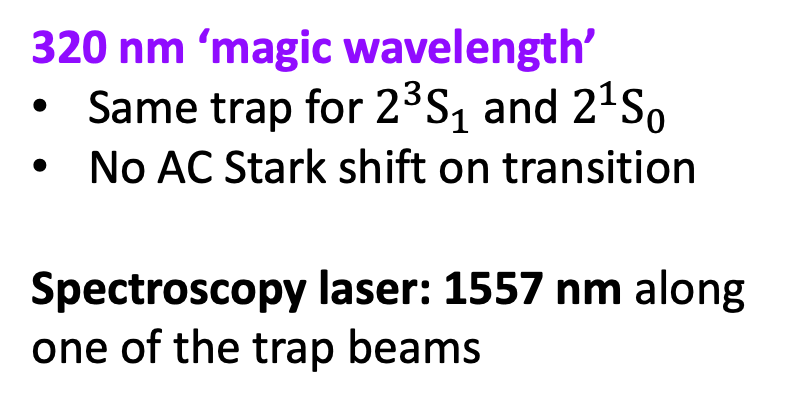 320 nm ‘magic wavelength’
• Same trap for 2³S₁ and 2¹S₀
• No AC Stark shift on transition
Spectroscopy laser: 1557 nm along
one of the trap beams